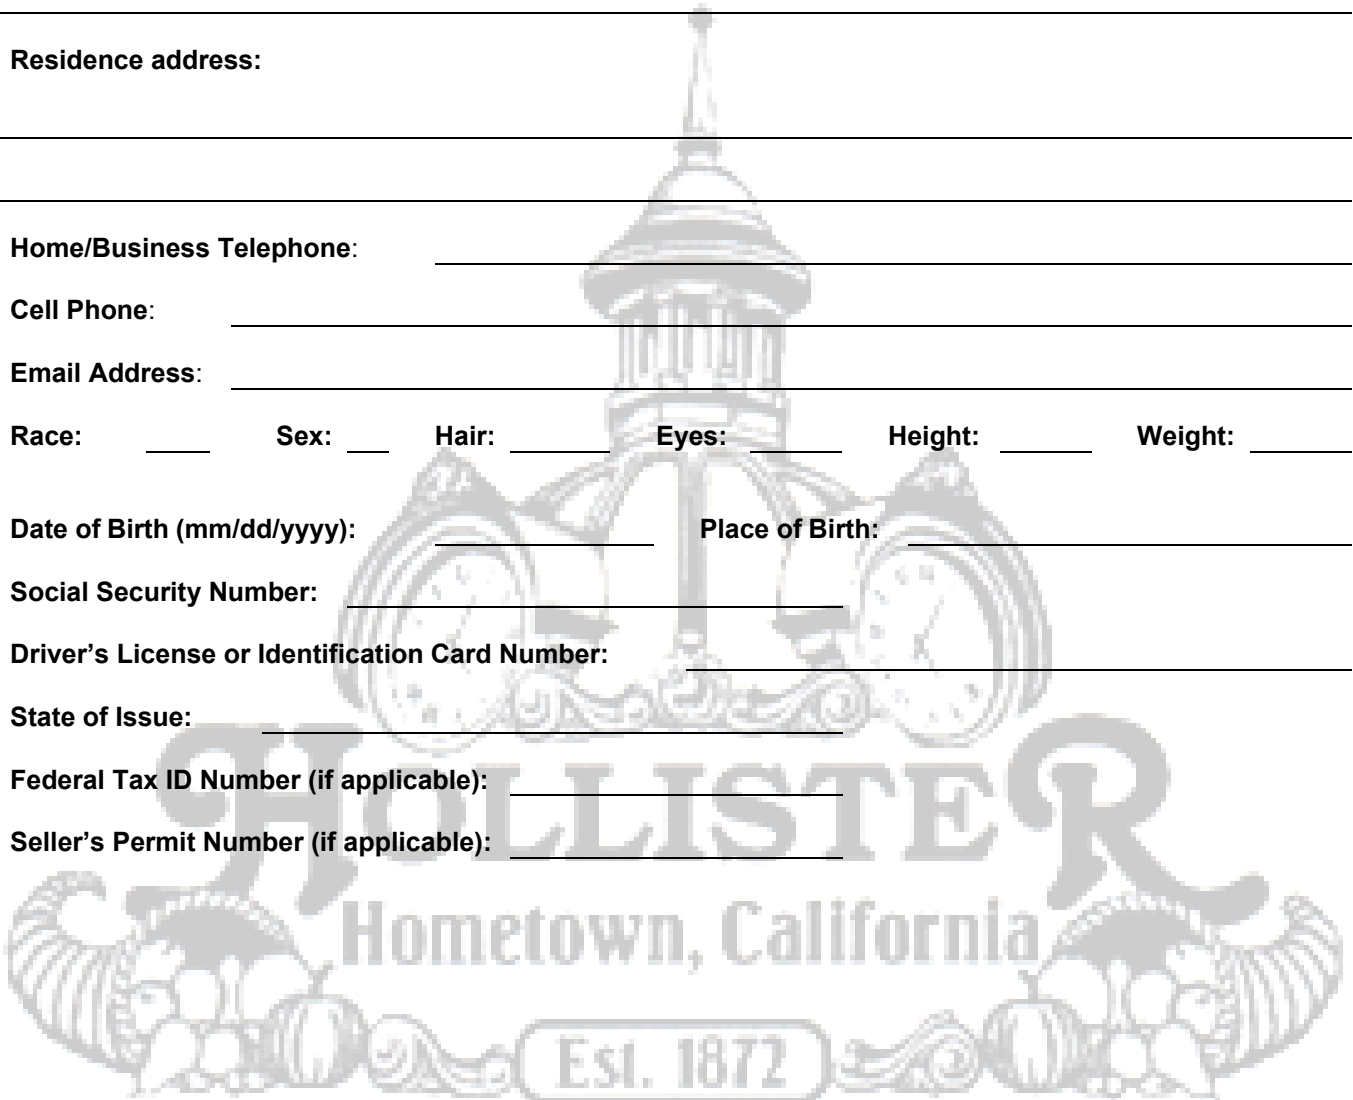 Residence address:
Home/Business Telephone:
Cell Phone:
Email Address:
Race: Sex: Hair: Eyes: Height: Weight:
Date of Birth (mm/dd/yyyy): Place of Birth:
Social Security Number:
Driver’s License or Identification Card Number:
State of Issue:
Federal Tax ID Number (if applicable):
HOLLISTER
Seller’s Permit Number (if applicable):
Hometown, California
Est. 1872